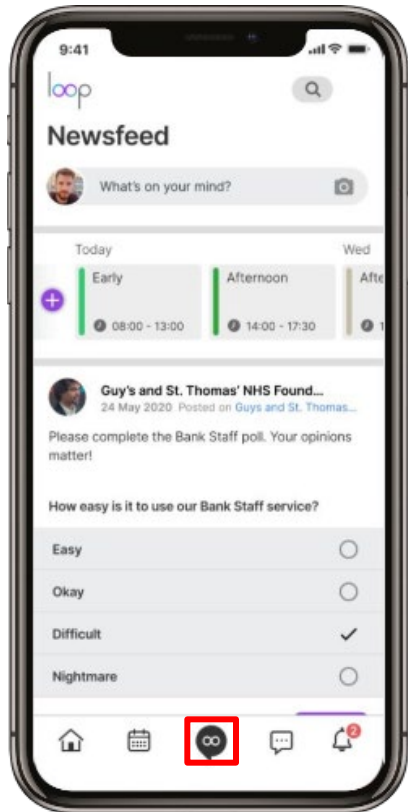 9:41
loop
Newsfeed
What's on your mind?
Today Wed
Early Afternoon Afte
08:00 - 13:00 14:00 - 17:30 1
Guy's and St. Thomas' NHS Found...
24 May 2020 Posted on Guys and St. Thomas...
Please complete the Bank Staff poll. Your opinions
matter!
How easy is it to use our Bank Staff service?
Easy
Okay
Difficult
Nightmare
2